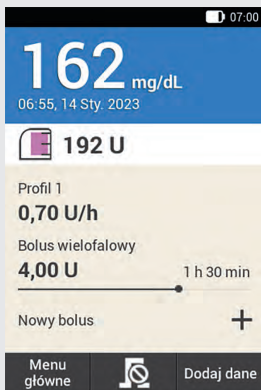 07:00
162 mg/dL
06:55, 14 Sty. 2023
192 U
Profil 1
0,70 U/h
Bolus wielofalowy
4,00 U 1 h 30 min
Nowy bolus +
Menu
główne
Dodaj dane